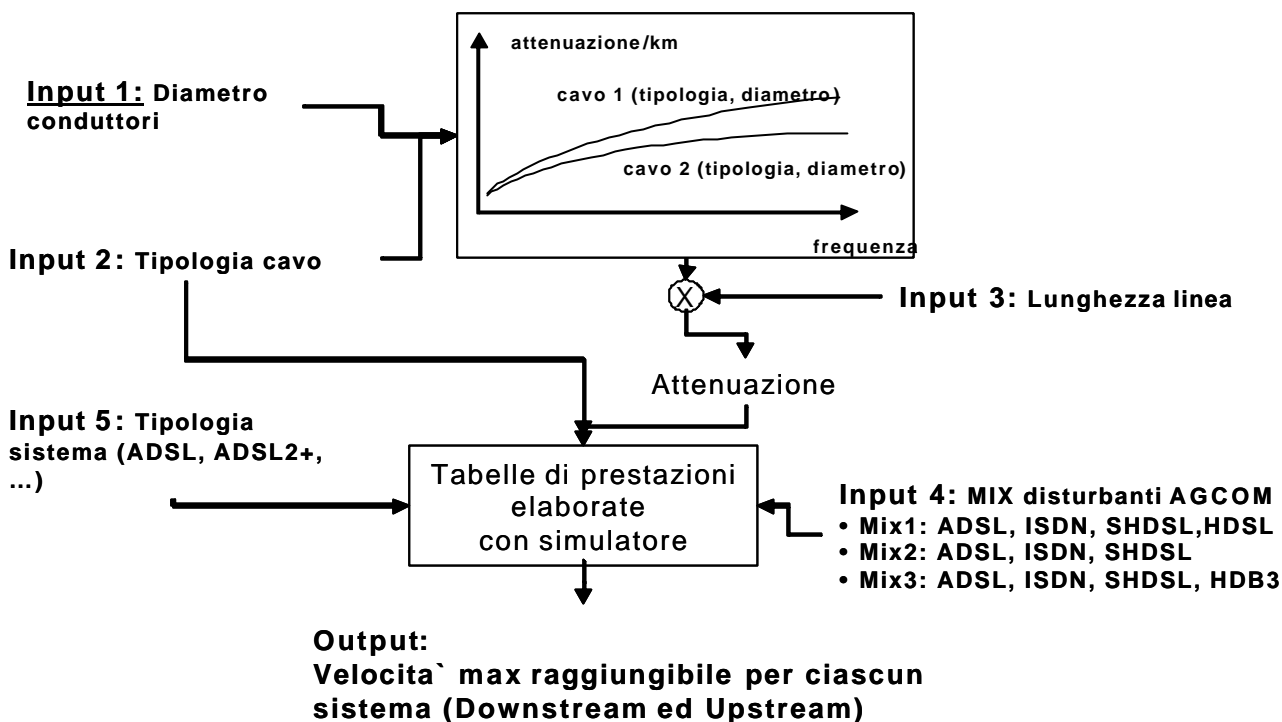 attenuazione/km
Input 1: Diametro
conduttori
cavo 1 (tipologia, diametro)
cavo 2 (tipologia, diametro)
frequenza
Input 2: Tipologia cavo
X
Input 3: Lunghezza linea
Attenuazione
Input 5: Tipologia
sistema (ADSL, ADSL2+,
...)
Tabelle di prestazioni
elaborate
con simulatore
Input 4: MIX disturbanti AGCOM
• Mix1: ADSL, ISDN, SHDSL,HDSL
• Mix2: ADSL, ISDN, SHDSL
• Mix3: ADSL, ISDN, SHDSL, HDB3
Output:
Velocita` max raggiungibile per ciascun
sistema (Downstream ed Upstream)